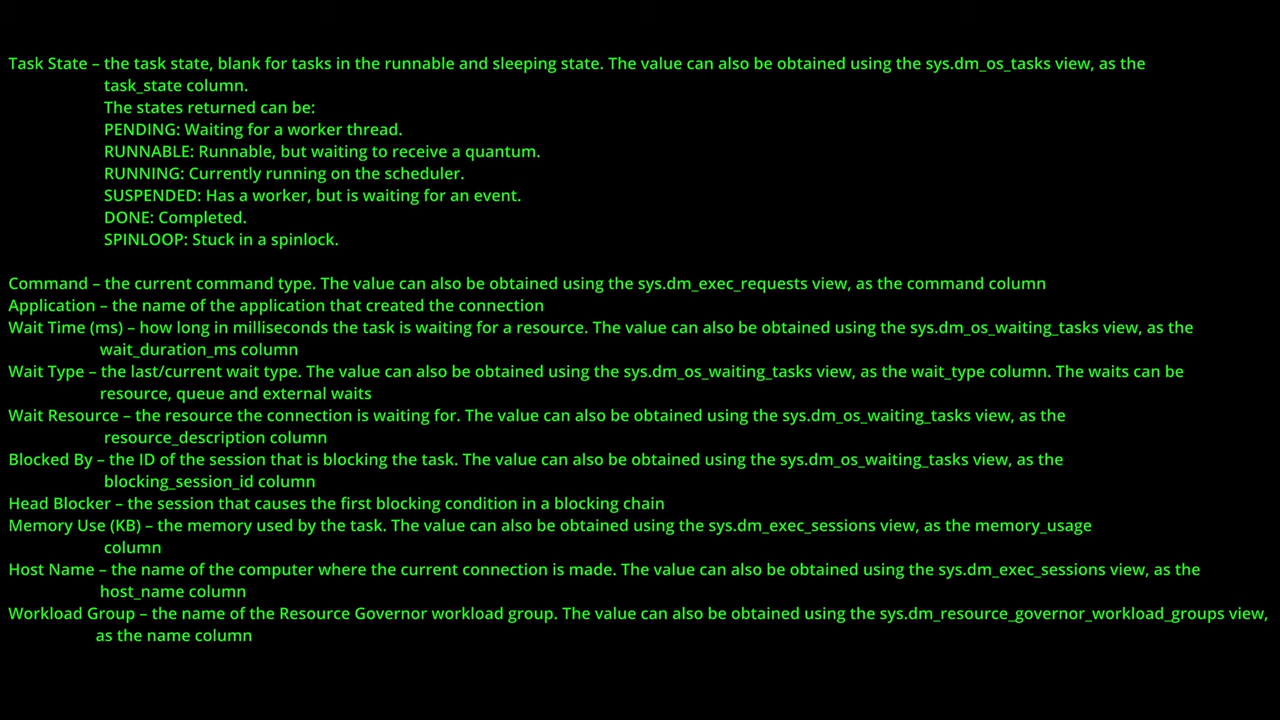 Task State – the task state, blank for tasks in the runnable and sleeping state. The value can also be obtained using the sys.dm_os_tasks view, as the
task_state column.
The states returned can be:
PENDING: Waiting for a worker thread.
RUNNABLE: Runnable, but waiting to receive a quantum.
RUNNING: Currently running on the scheduler.
SUSPENDED: Has a worker, but is waiting for an event.
DONE: Completed.
SPINLOOP: Stuck in a spinlock.
Command – the current command type. The value can also be obtained using the sys.dm_exec_requests view, as the command column
Application – the name of the application that created the connection
Wait Time (ms) – how long in milliseconds the task is waiting for a resource. The value can also be obtained using the sys.dm_os_waiting_tasks view, as the
wait_duration_ms column
Wait Type – the last/current wait type. The value can also be obtained using the sys.dm_os_waiting_tasks view, as the wait_type column. The waits can be
resource, queue and external waits
Wait Resource – the resource the connection is waiting for. The value can also be obtained using the sys.dm_os_waiting_tasks view, as the
resource_description column
Blocked By – the ID of the session that is blocking the task. The value can also be obtained using the sys.dm_os_waiting_tasks view, as the
blocking_session_id column
Head Blocker – the session that causes the first blocking condition in a blocking chain
Memory Use (KB) – the memory used by the task. The value can also be obtained using the sys.dm_exec_sessions view, as the memory_usage
column
Host Name – the name of the computer where the current connection is made. The value can also be obtained using the sys.dm_exec_sessions view, as the
host_name column
Workload Group – the name of the Resource Governor workload group. The value can also be obtained using the sys.dm_resource_governor_workload_groups view,
as the name column